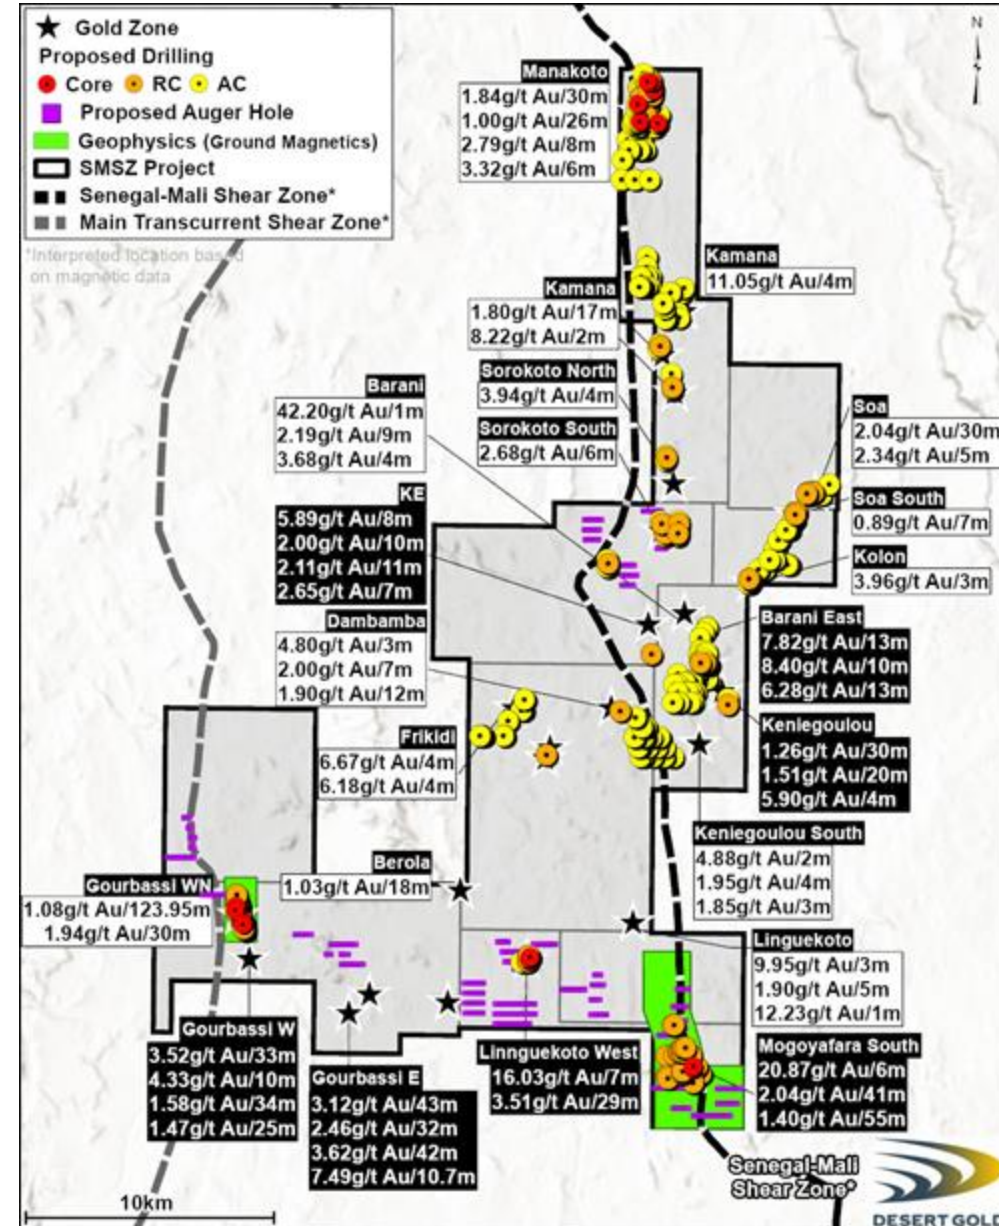 Gold Zone
Proposed Drilling
Core RC AC
Proposed Auger Hole
Geophysics (Ground Magnetics)
SMSZ Project
Senegal-Mali Shear Zone*
Main Transcurrent Shear Zone*
*Interpreted location based
on magnetic data
N
Manakoto
1.84g/t Au/30m
1.00g/t Au/26m
2.79g/t Au/8m
3.32g/t Au/6m
Kamana
11.05g/t Au/4m
Kamana
1.80g/t Au/17m
8.22g/t Au/2m
Sorokoto North
3.94g/t Au/4m
Sorokoto South
2.68g/t Au/6m
Barani
42.20g/t Au/1m
2.19g/t Au/9m
3.68g/t Au/4m
Soa
2.04g/t Au/30m
2.34g/t Au/5m
Soa South
0.89g/t Au/7m
Kolon
3.96g/t Au/3m
KE
5.89g/t Au/8m
2.00g/t Au/10m
2.11g/t Au/11m
2.65g/t Au/7m
Dambamba
4.80g/t Au/3m
2.00g/t Au/7m
1.90g/t Au/12m
Barani East
7.82g/t Au/13m
8.40g/t Au/10m
6.28g/t Au/13m
Keniegoulou
1.26g/t Au/30m
1.51g/t Au/20m
5.90g/t Au/4m
Frikidi
6.67g/t Au/4m
6.18g/t Au/4m
Keniegoulou South
4.88g/t Au/2m
1.95g/t Au/4m
1.85g/t Au/3m
Berola
1.03g/t Au/18m
Gourbassi WN
1.08g/t Au/123.95m
1.94g/t Au/30m
Linguekoto
9.95g/t Au/3m
1.90g/t Au/5m
12.23g/t Au/1m
Gourbassi W
3.52g/t Au/33m
4.33g/t Au/10m
1.58g/t Au/34m
1.47g/t Au/25m
Gourbassi E
3.12g/t Au/43m
2.46g/t Au/32m
3.62g/t Au/42m
7.49g/t Au/10.7m
Linnguekoto West
16.03g/t Au/7m
3.51g/t Au/29m
Mogoyafara South
20.87g/t Au/6m
2.04g/t Au/41m
1.40g/t Au/55m
Senegal-Mali
Shear Zone*
10km
DESERT GOLD